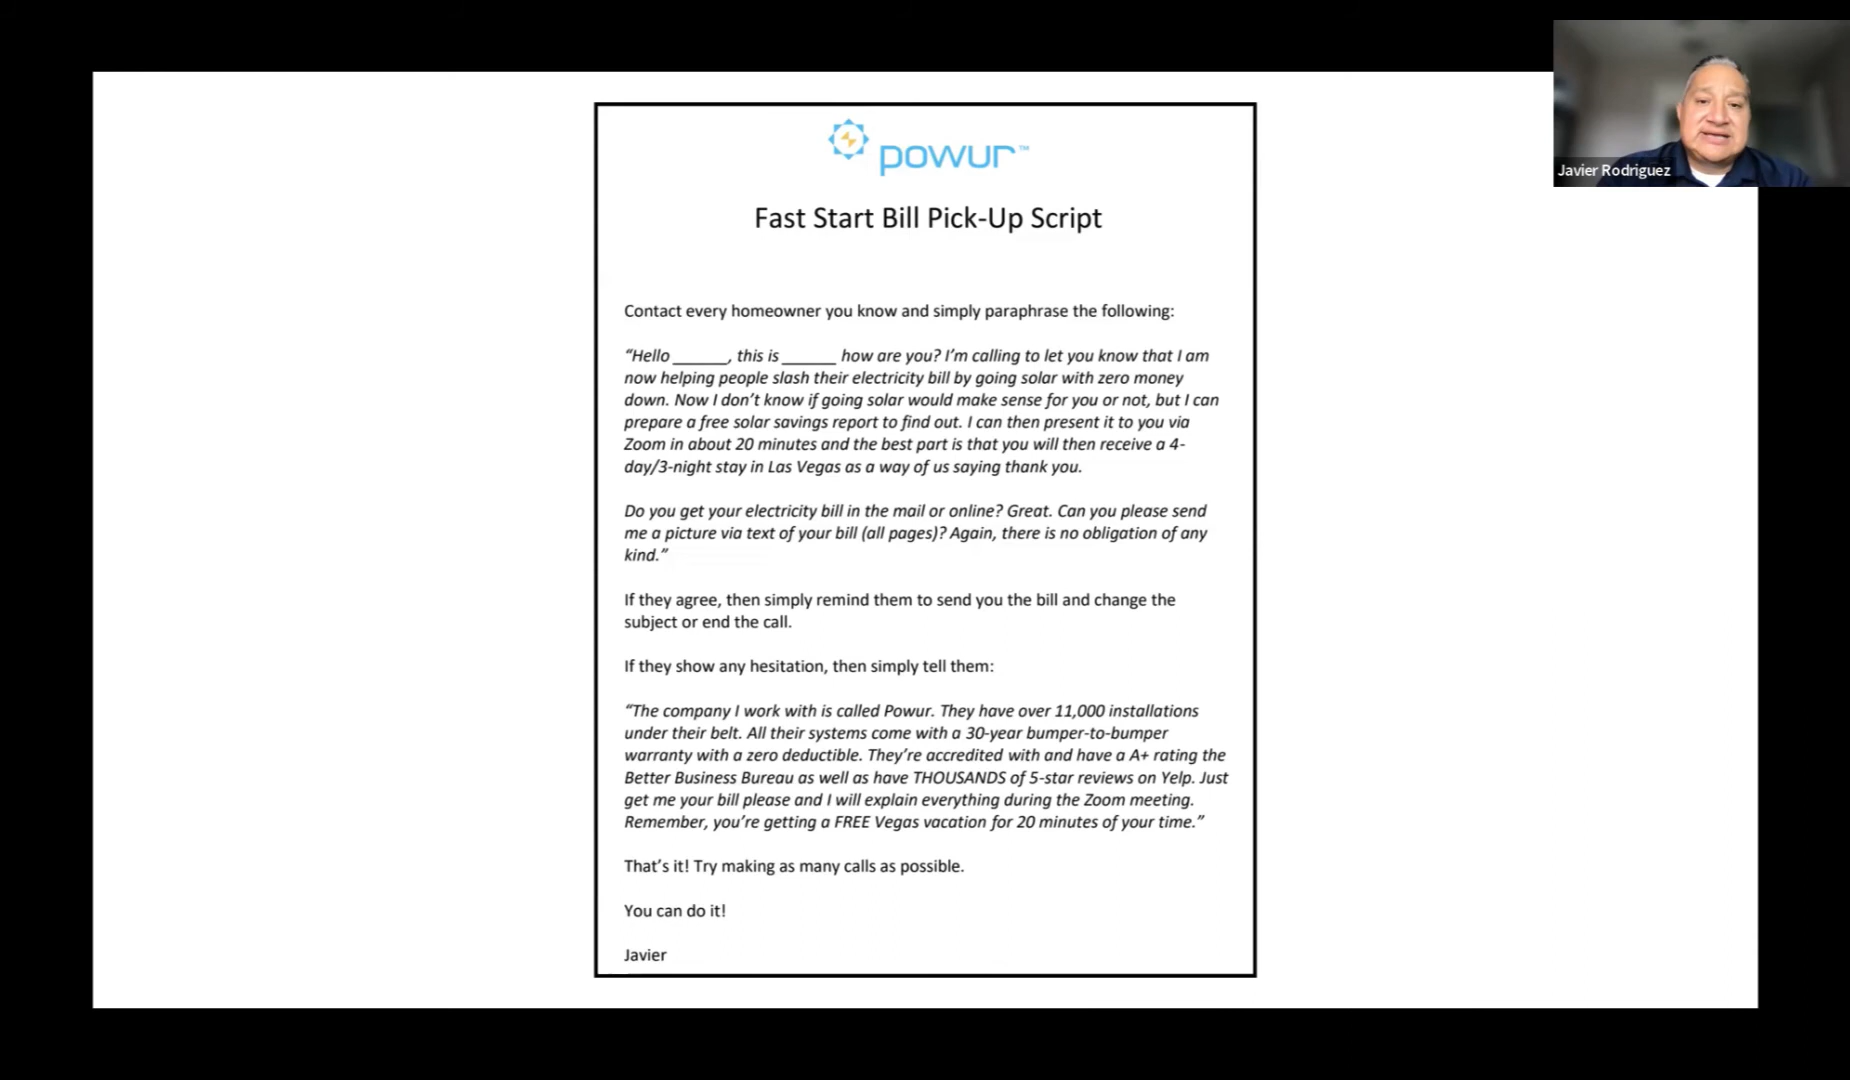 powur™
Javier Rodriguez
Fast Start Bill Pick-Up Script
Contact every homeowner you know and simply paraphrase the following:
“Hello ______, this is ______ how are you? I’m calling to let you know that I am
now helping people slash their electricity bill by going solar with zero money
down. Now I don’t know if going solar would make sense for you or not, but I can
prepare a free solar savings report to find out. I can then present it to you via
Zoom in about 20 minutes and the best part is that you will then receive a 4-
day/3-night stay in Las Vegas as a way of us saying thank you.
Do you get your electricity bill in the mail or online? Great. Can you please send
me a picture via text of your bill (all pages)? Again, there is no obligation of any
kind.”
If they agree, then simply remind them to send you the bill and change the
subject or end the call.
If they show any hesitation, then simply tell them:
“The company I work with is called Powur. They have over 11,000 installations
under their belt. All their systems come with a 30-year bumper-to-bumper
warranty with a zero deductible. They’re accredited with and have a A+ rating the
Better Business Bureau as well as have THOUSANDS of 5-star reviews on Yelp. Just
get me your bill please and I will explain everything during the Zoom meeting.
Remember, you’re getting a FREE Vegas vacation for 20 minutes of your time.”
That’s it! Try making as many calls as possible.
You can do it!
Javier